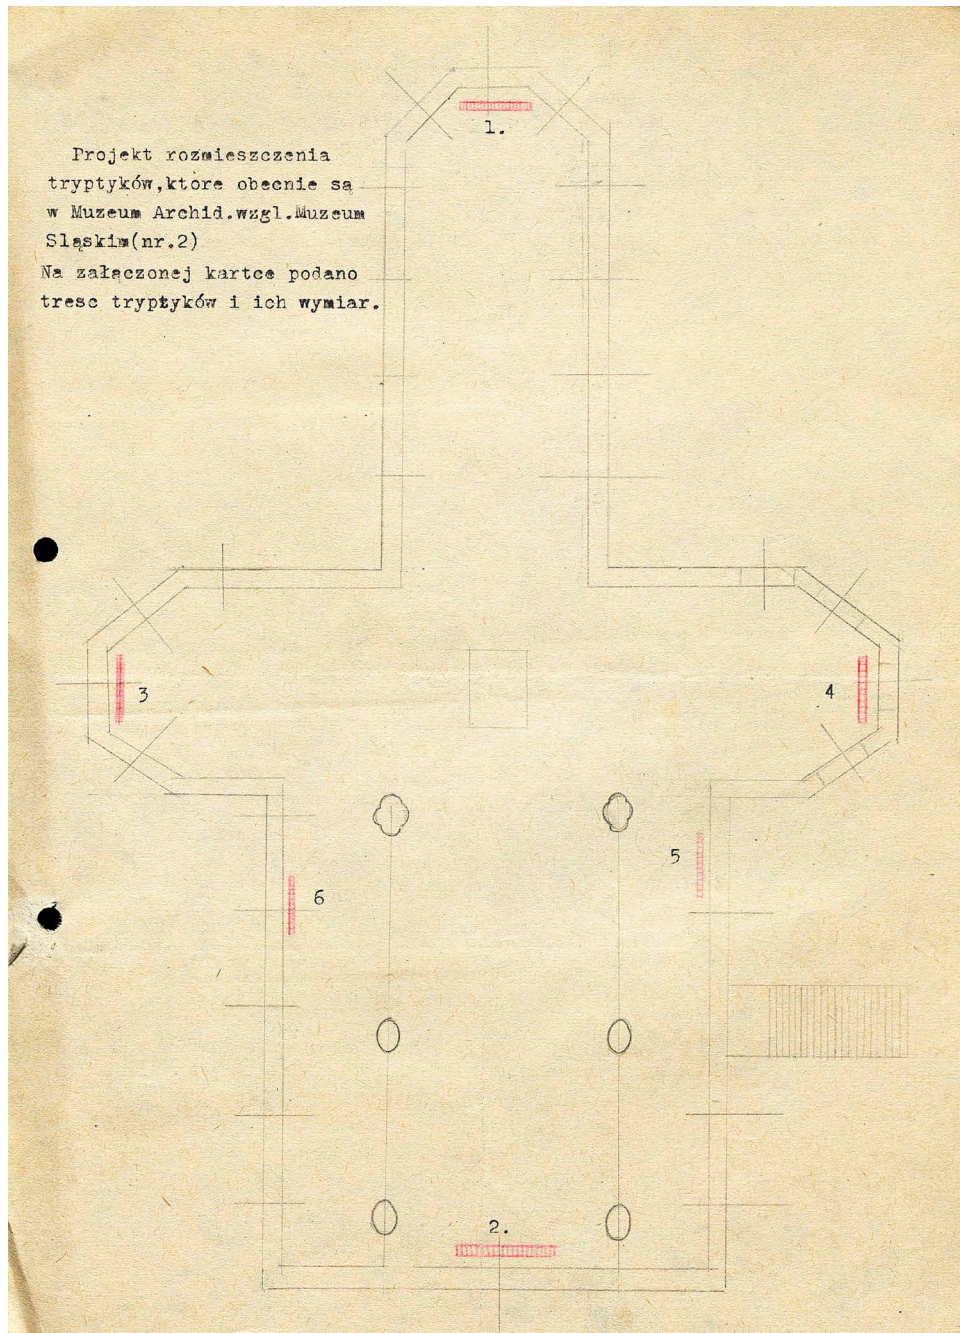 Projekt rozmieszczenia
tryptyków,które obecnie są
w Muzeum Archid.wzgl.Muzeum
Sląskim(nr.2)
Na załączonej kartce podano
tresc tryptyków i ich wymiar.
1.
3
4
5
6
2.